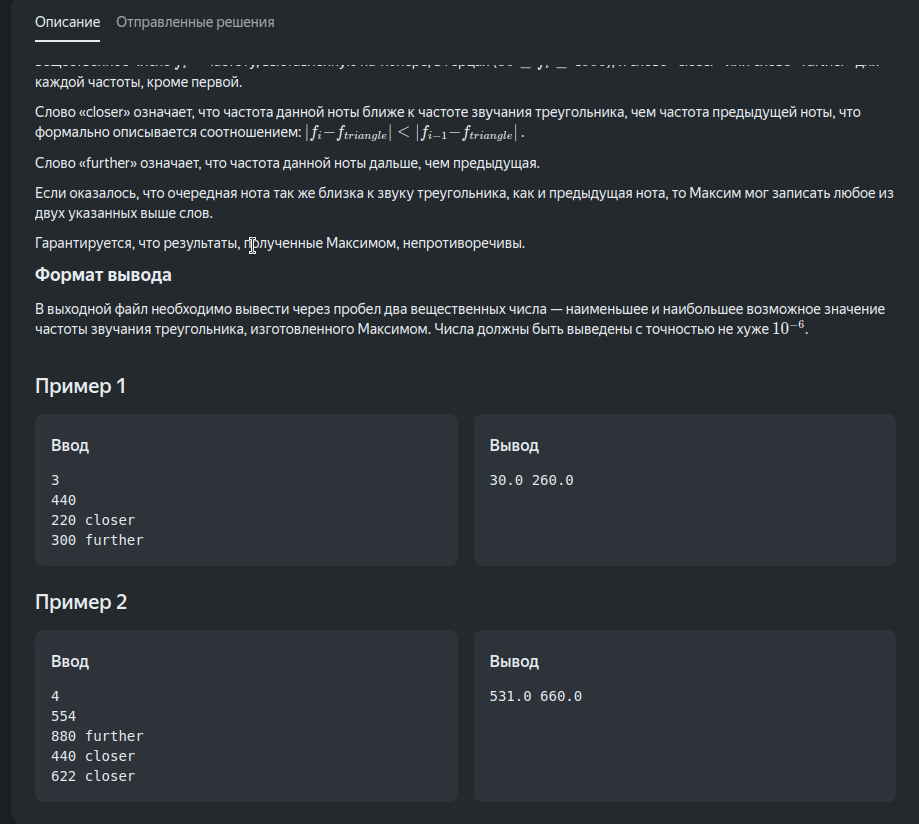 Описание Отправленные решения
каждой частоты, кроме первой.
Слово «closer» означает, что частота данной ноты ближе к частоте звучания треугольника, чем частота предыдущей ноты, что
формально описывается соотношением: |f_i−f_{triangle}| < |f_{i−1}−f_{triangle}| .
Слово «further» означает, что частота данной ноты дальше, чем предыдущая.
Если оказалось, что очередная нота так же близка к звуку треугольника, как и предыдущая нота, то Максим мог записать любое из
двух указанных выше слов.
Гарантируется, что результаты, полученные Максимом, непротиворечивы.
Формат вывода
В выходной файл необходимо вывести через пробел два вещественных числа — наименьшее и наибольшее возможное значение
частоты звучания треугольника, изготовленного Максимом. Числа должны быть выведены с точностью не хуже 10^{−6}.
Пример 1
Ввод
3
440
220 closer
300 further
Вывод
30.0 260.0
Пример 2
Ввод
4
554
880 further
440 closer
622 closer
Вывод
531.0 660.0